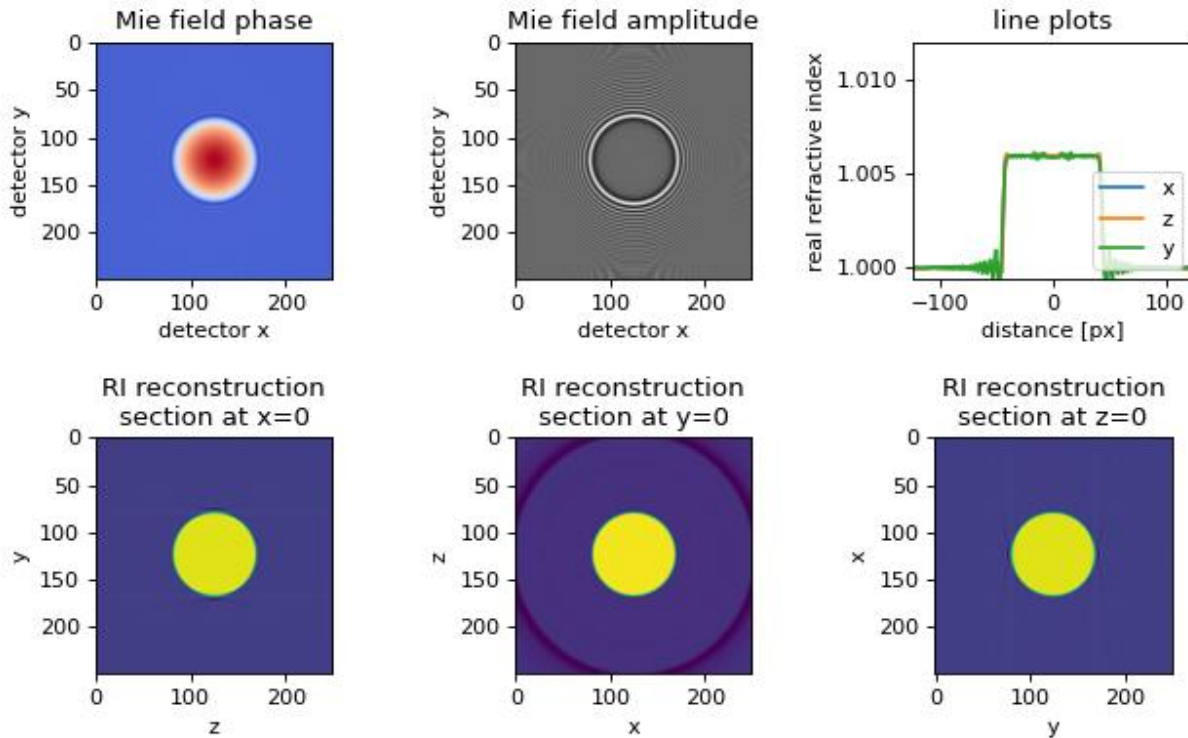 Mie field phase
0
50
100
150
200
detector y
0
100
200
detector x
Mie field amplitude
0
50
100
150
200
detector y
0
100
200
detector x
line plots
1.010
1.005
1.000
real refractive index
x
z
y
−100
0
100
distance [px]
RI reconstruction
section at x=0
0
50
100
150
200
y
0
100
200
z
RI reconstruction
section at y=0
0
50
100
150
200
z
0
100
200
x
RI reconstruction
section at z=0
0
50
100
150
200
x
0
100
200
y